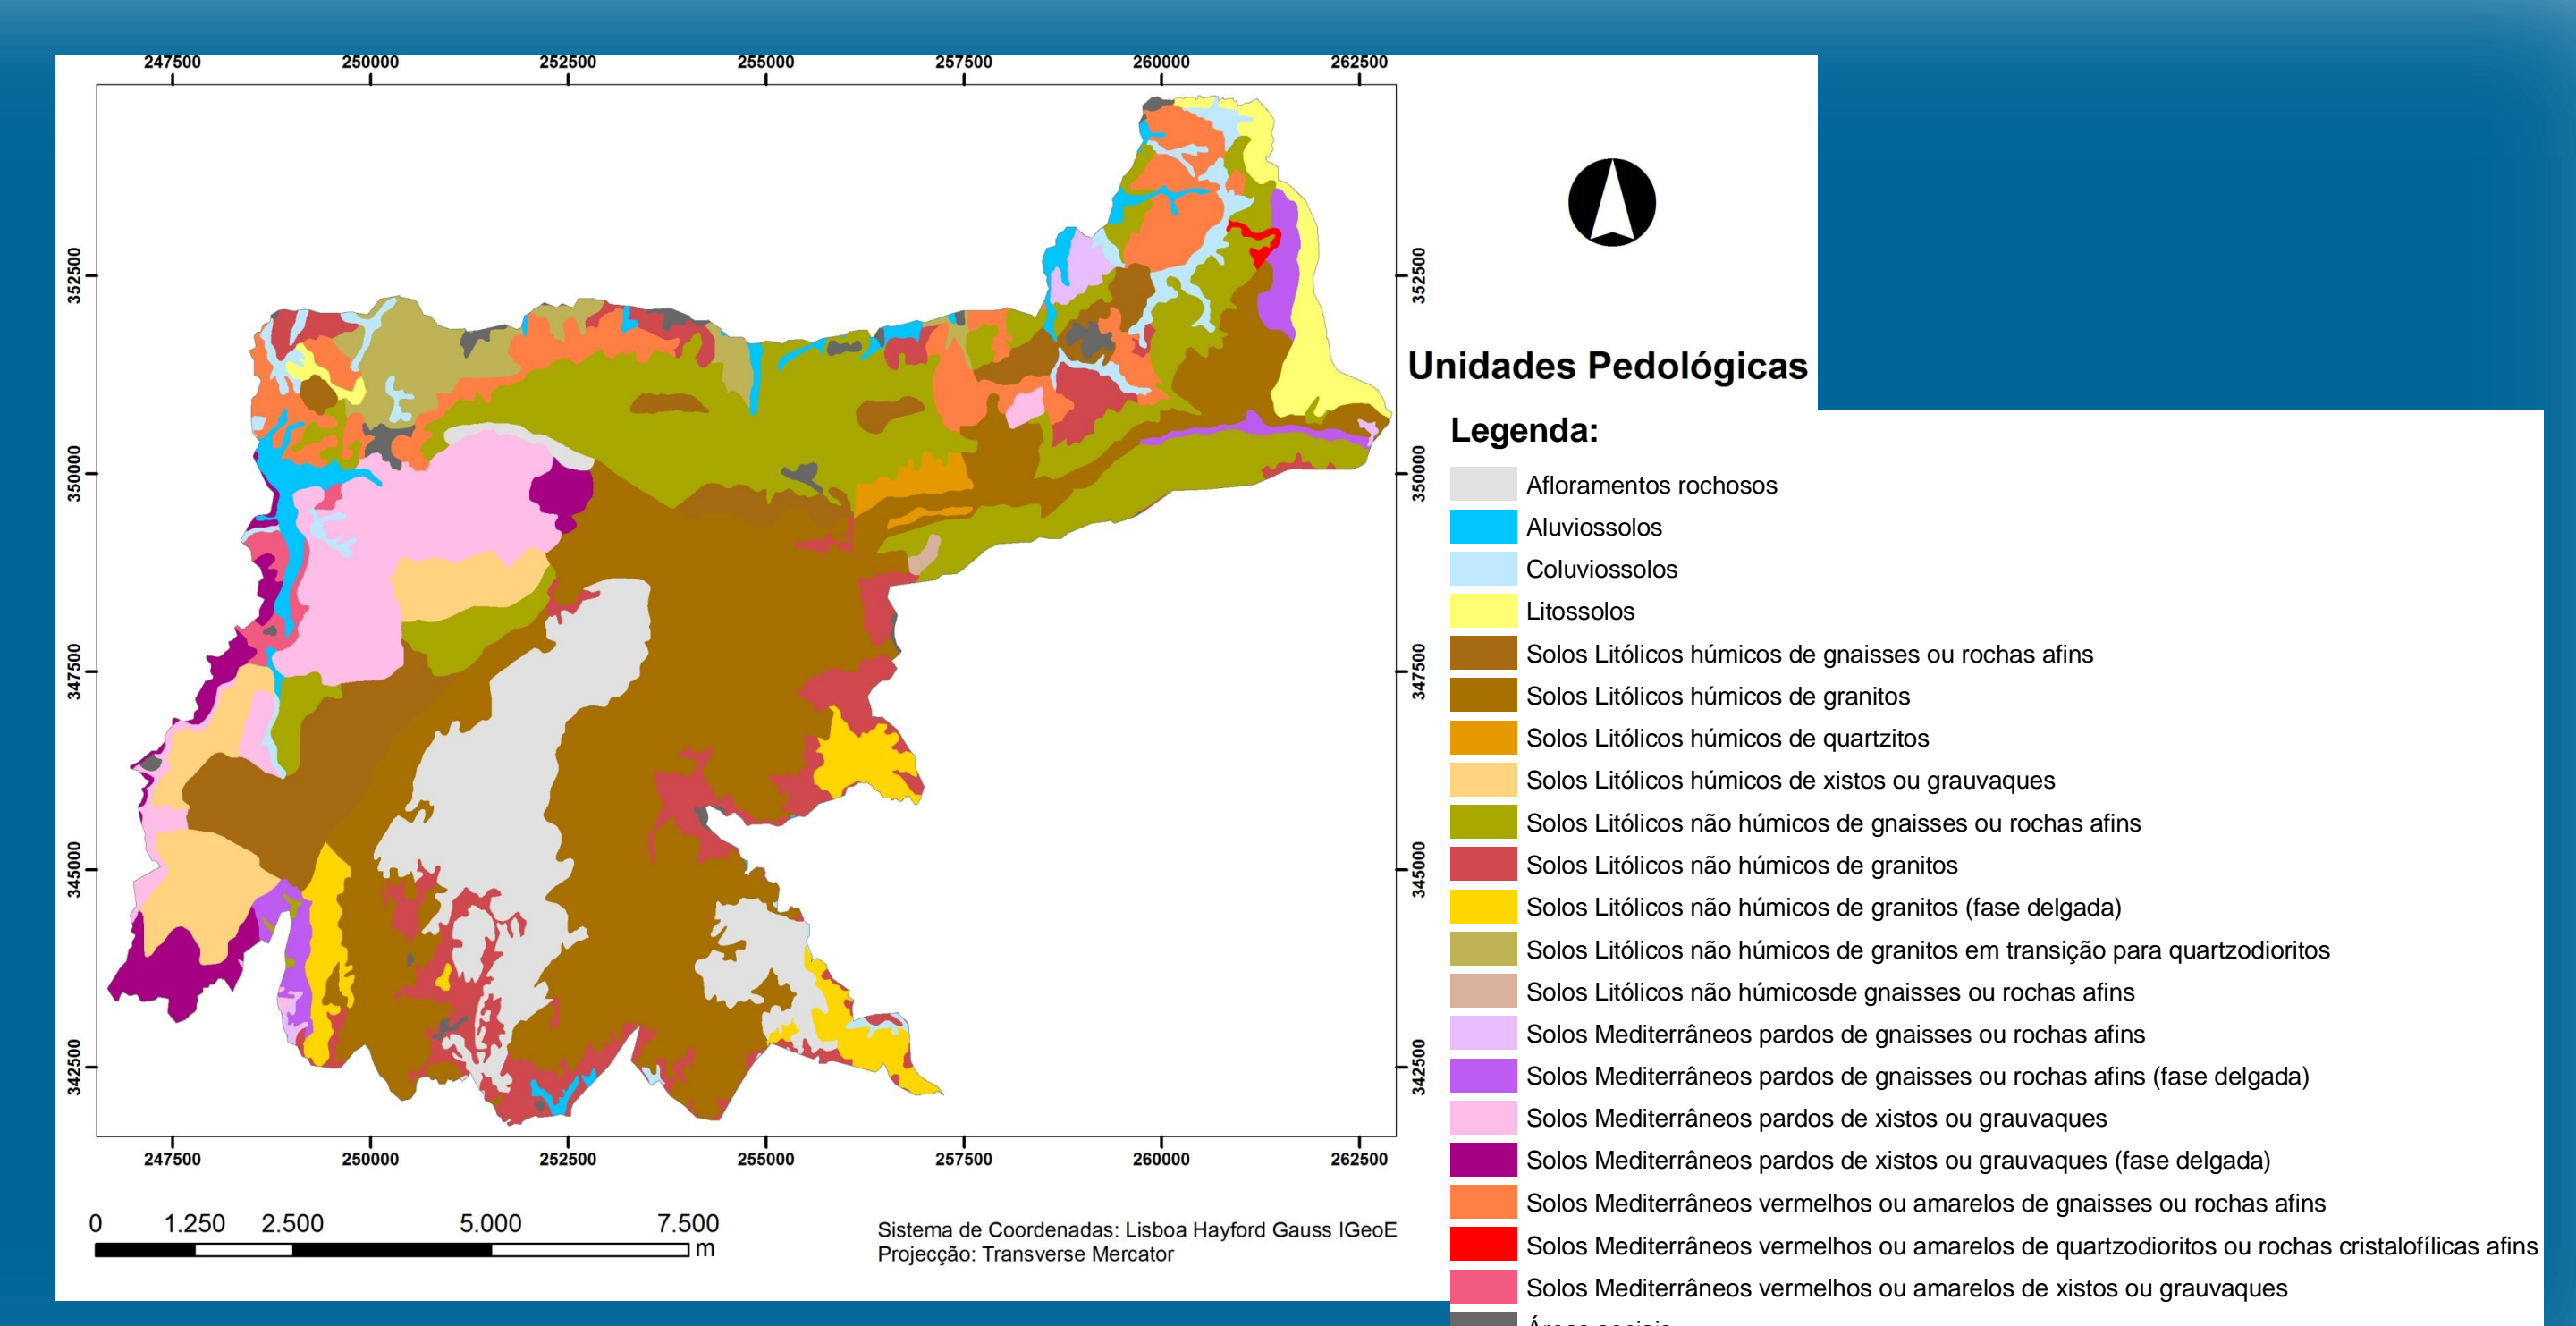 247500 250000 252500 255000 257500 260000 262500
352500 352500
350000 350000
347500 347500
345000 345000
342500 342500
247500 250000 252500 255000 257500 260000 262500
0 1.250 2.500 5.000 7.500
m
Sistema de Coordenadas: Lisboa Hayford Gauss IGeoE
Projecção: Transverse Mercator
Unidades Pedológicas
Legenda:
Afloramentos rochosos
Aluviossolos
Coluviossolos
Litossolos
Solos Litólicos húmicos de gnaisses ou rochas afins
Solos Litólicos húmicos de granitos
Solos Litólicos húmicos de quartzitos
Solos Litólicos húmicos de xistos ou grauvaques
Solos Litólicos não húmicos de gnaisses ou rochas afins
Solos Litólicos não húmicos de granitos
Solos Litólicos não húmicos de granitos (fase delgada)
Solos Litólicos não húmicos de granitos em transição para quartzodioritos
Solos Litólicos não húmicosde gnaisses ou rochas afins
Solos Mediterrâneos pardos de gnaisses ou rochas afins
Solos Mediterrâneos pardos de gnaisses ou rochas afins (fase delgada)
Solos Mediterrâneos pardos de xistos ou grauvaques
Solos Mediterrâneos pardos de xistos ou grauvaques (fase delgada)
Solos Mediterrâneos vermelhos ou amarelos de gnaisses ou rochas afins
Solos Mediterrâneos vermelhos ou amarelos de quartzodioritos ou rochas cristalofílicas afins
Solos Mediterrâneos vermelhos ou amarelos de xistos ou grauvaques
Áreas sociais